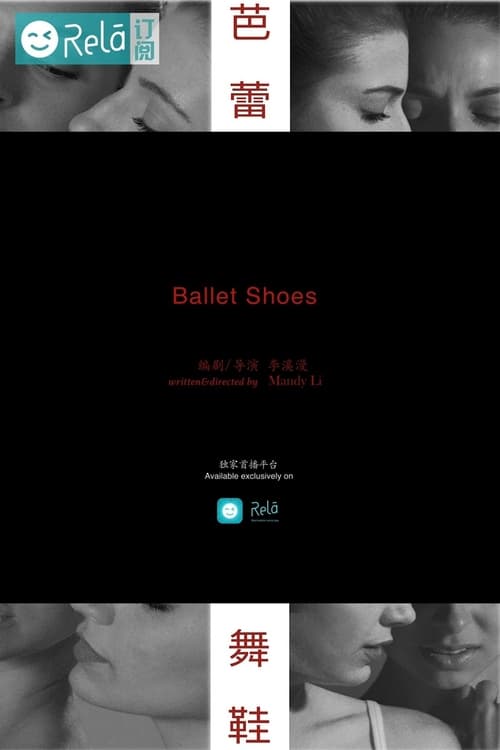 Relā 订阅
芭蕾
Ballet Shoes
编剧/导演 李溪漫
written&directed by Mandy Li
独家首播平台
Available exclusively on
Relā
舞鞋